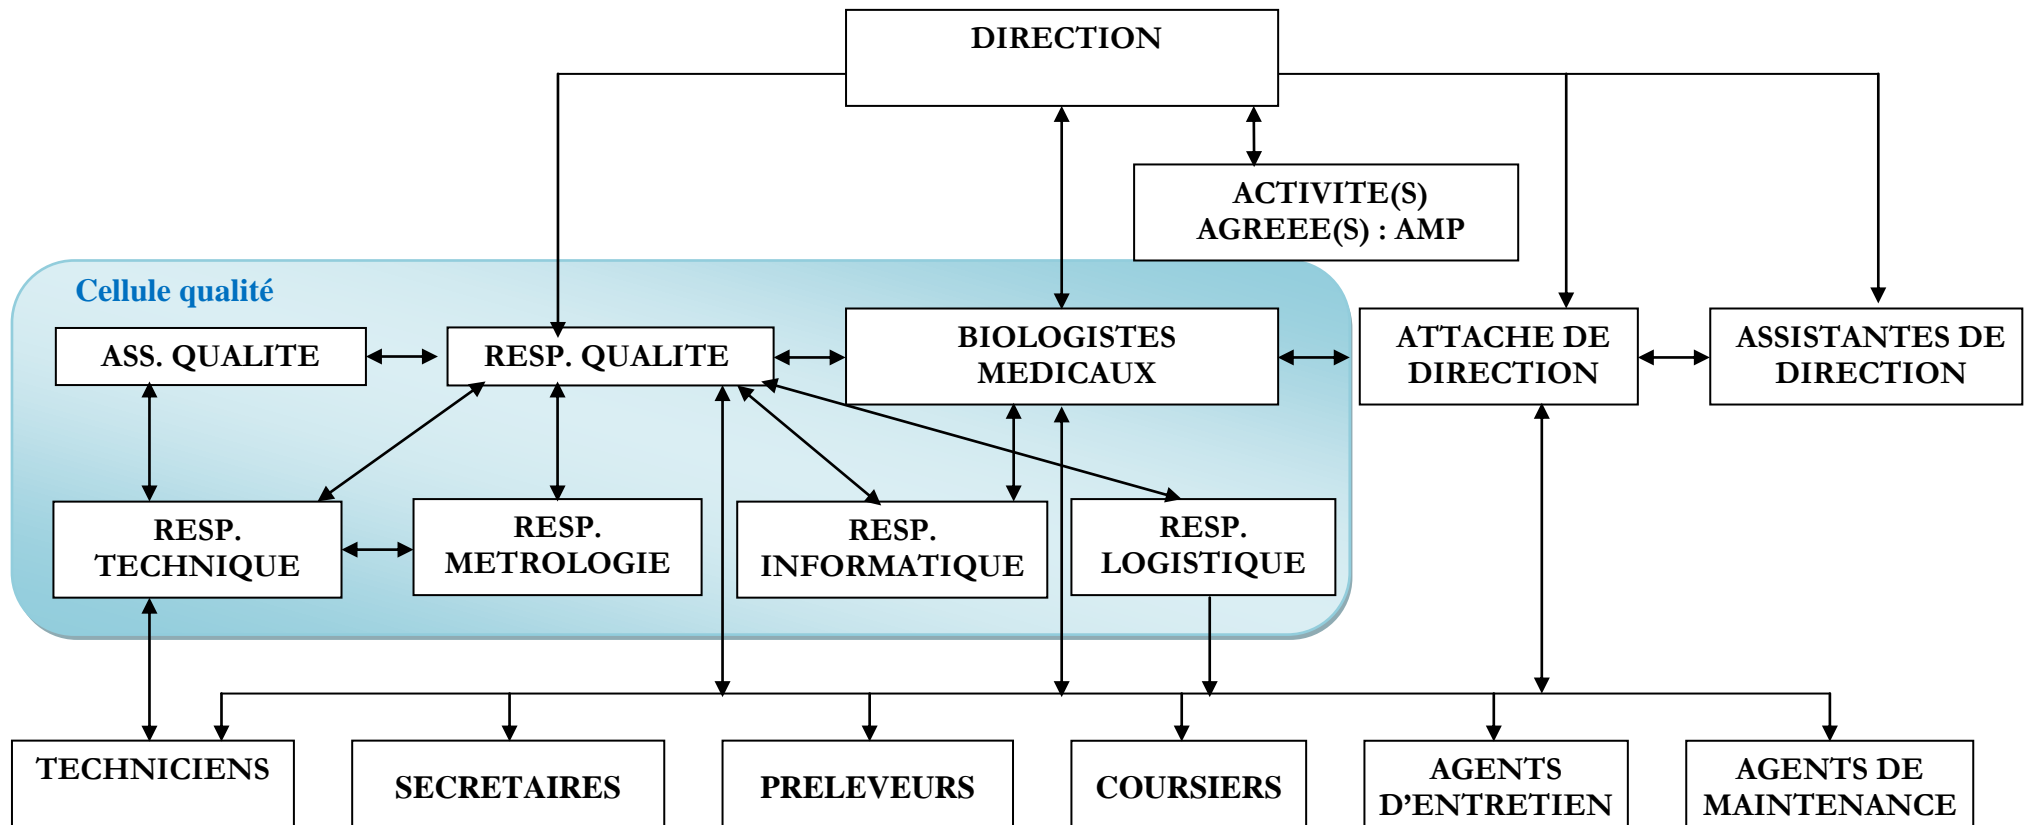 DIRECTION
ACTIVITE(S)
AGREEE(S) : AMP
Cellule qualité
ASS. QUALITE
RESP. QUALITE
BIOLOGISTES
MEDICAUX
ATTACHE DE
DIRECTION
ASSISTANTES DE
DIRECTION
RESP.
TECHNIQUE
RESP.
METROLOGIE
RESP.
INFORMATIQUE
RESP.
LOGISTIQUE
TECHNICIENS
SECRETAIRES
PRELEVEURS
COURSIERS
AGENTS
D’ENTRETIEN
AGENTS DE
MAINTENANCE